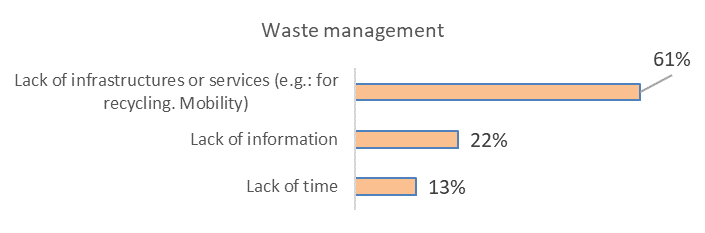 Waste management
61%
Lack of infrastructures or services (e.g.: for
recycling. Mobility)
Lack of information
22%
Lack of time
13%